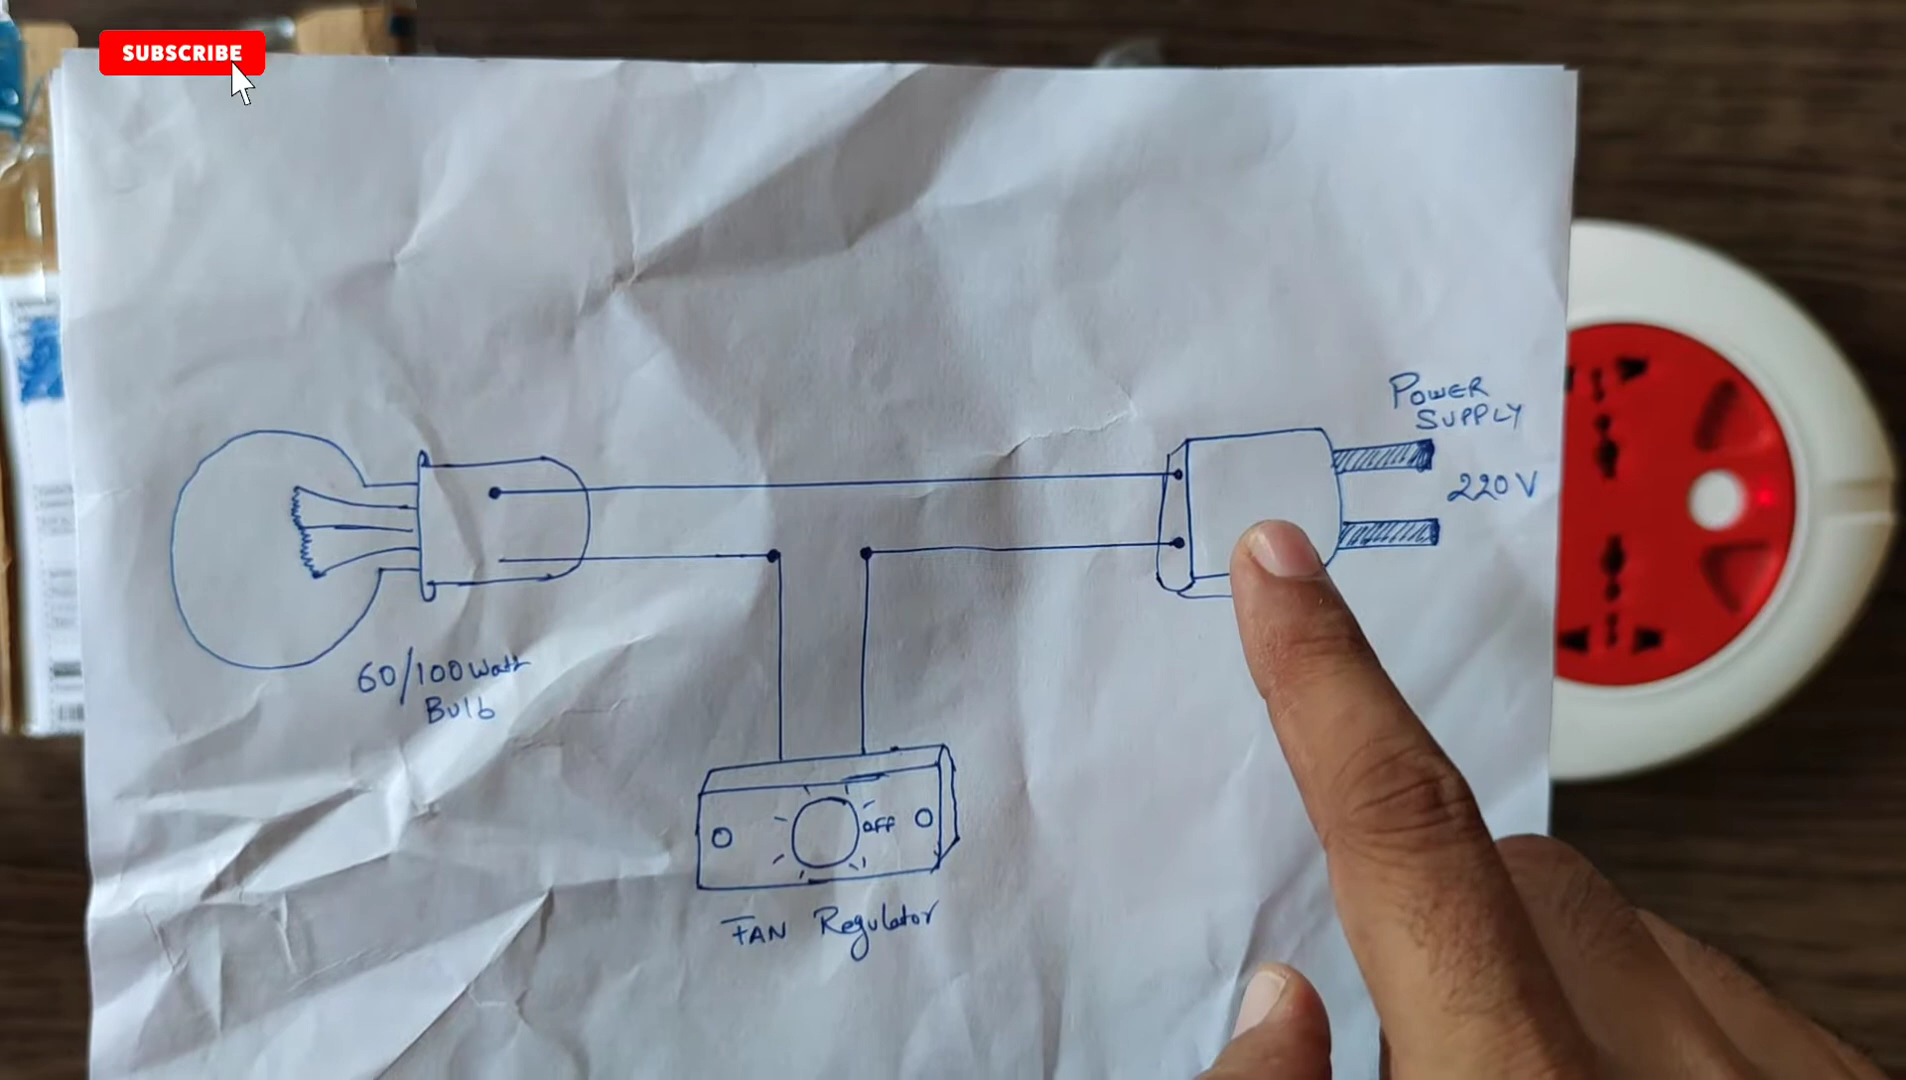 SUBSCRIBE
POWER
SUPPLY
220V
60/100 Watt
Bulb
OFF
FAN Regulator